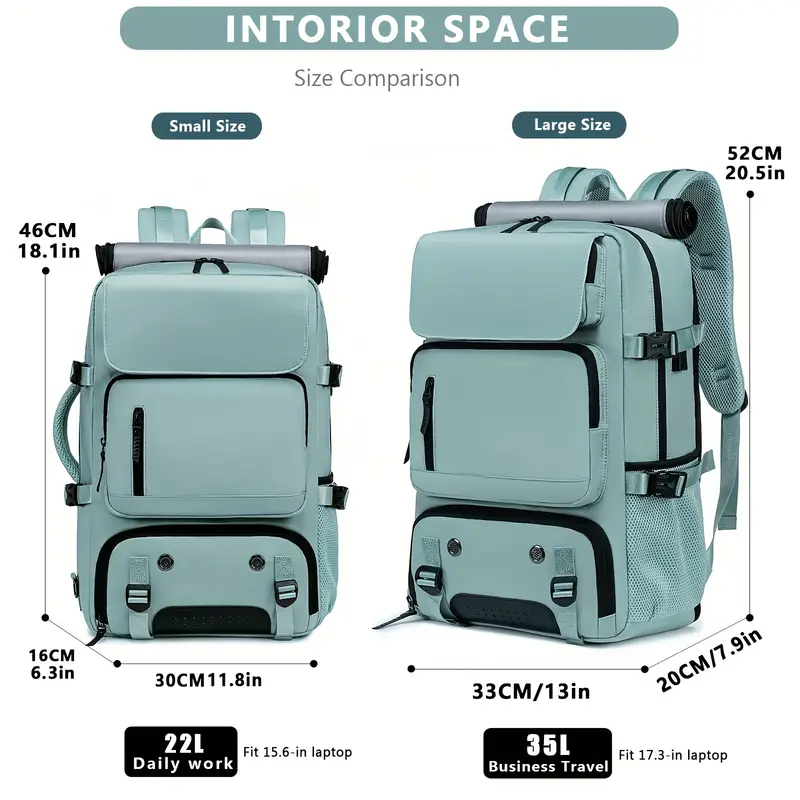 INTORIOR SPACE
Size Comparison
Small Size
Large Size
52CM
20.5in
46CM
18.1in
16CM
6.3in
30CM11.8in
33CM/13in
20CM/7.9in
22L
Daily work
Fit 15.6-in laptop
35L
Business Travel
Fit 17.3-in laptop